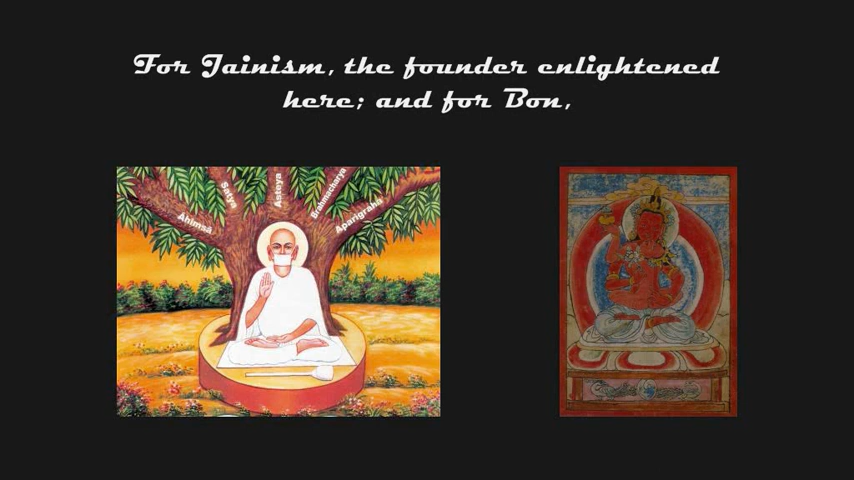 For Jainism, the founder enlightened
here; and for Bon,
Ahimsa
Satya
Asteya
Brahmacharya
Aparigraha